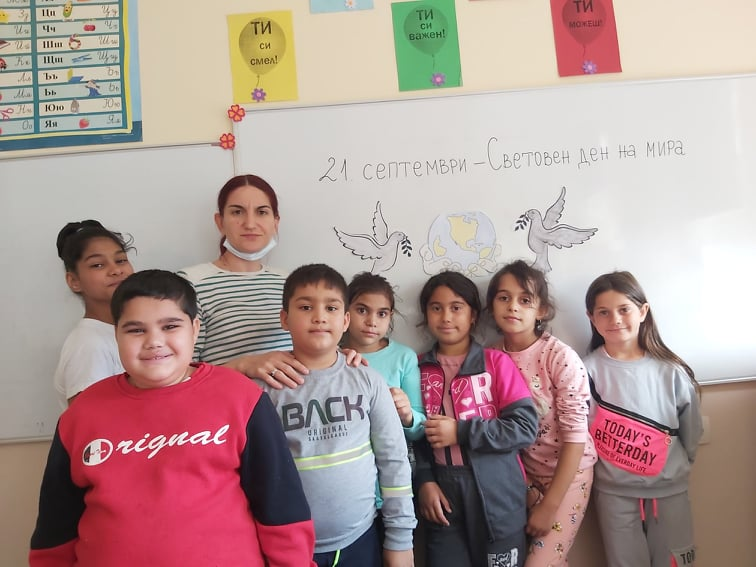 ТИ
си
смел!
ТИ
си
важен!
ТИ
можеш!
21. септември – Световен ден на мира
Цц
Чч
Шш
Щщ
Ъъ
Ьь
Юю
Яя
Orignal
BACK
ORIGINAL
TODAY'S
BETTERDAY